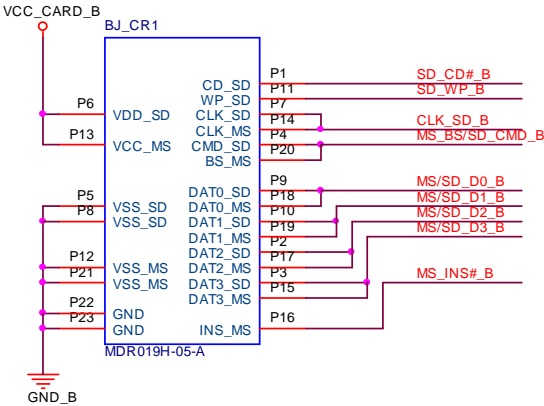 VCC_CARD_B
BJ_CR1
P1 SD_CD#_B
CD_SD
P11 SD_WP_B
P6 WP_SD
P7
VDD_SD CLK_SD
P14 CLK_SD_B
P13 CLK_MS
P4 MS_BS/SD_CMD_B
VCC_MS CMD_SD
P20
BS_MS
P9 MS/SD_D0_B
P5 DAT0_SD
P18 MS/SD_D1_B
VSS_SD DAT0_MS
P8 P10 MS/SD_D2_B
VSS_SD DAT1_SD
P19 MS/SD_D3_B
DAT1_MS
P2
DAT2_SD
P12 P17
VSS_MS DAT2_MS
P21 P3 MS_INS#_B
VSS_MS DAT3_SD
P15
DAT3_MS
P22
GND
P23 P16
GND INS_MS
MDR019H-05-A
GND_B